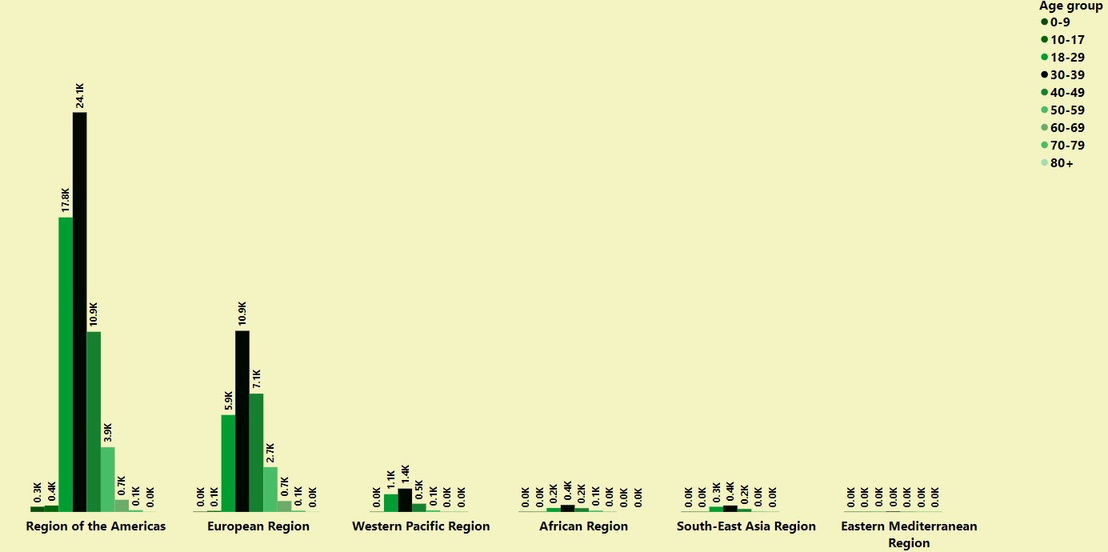 Age group
0-9
10-17
18-29
30-39
40-49
50-59
60-69
70-79
80+
0.3K
0.4K
17.8K
24.1K
10.9K
3.9K
0.7K
0.1K
0.0K
Region of the Americas
0.0K
0.1K
5.9K
10.9K
7.1K
2.7K
0.7K
0.1K
0.0K
European Region
0.0K
1.1K
1.4K
0.5K
0.1K
0.0K
0.0K
Western Pacific Region
0.0K
0.0K
0.2K
0.4K
0.2K
0.1K
0.0K
0.0K
0.0K
African Region
0.0K
0.0K
0.3K
0.4K
0.2K
0.0K
0.0K
South-East Asia Region
0.0K
0.0K
0.0K
0.0K
0.0K
0.0K
0.0K
Eastern Mediterranean
Region